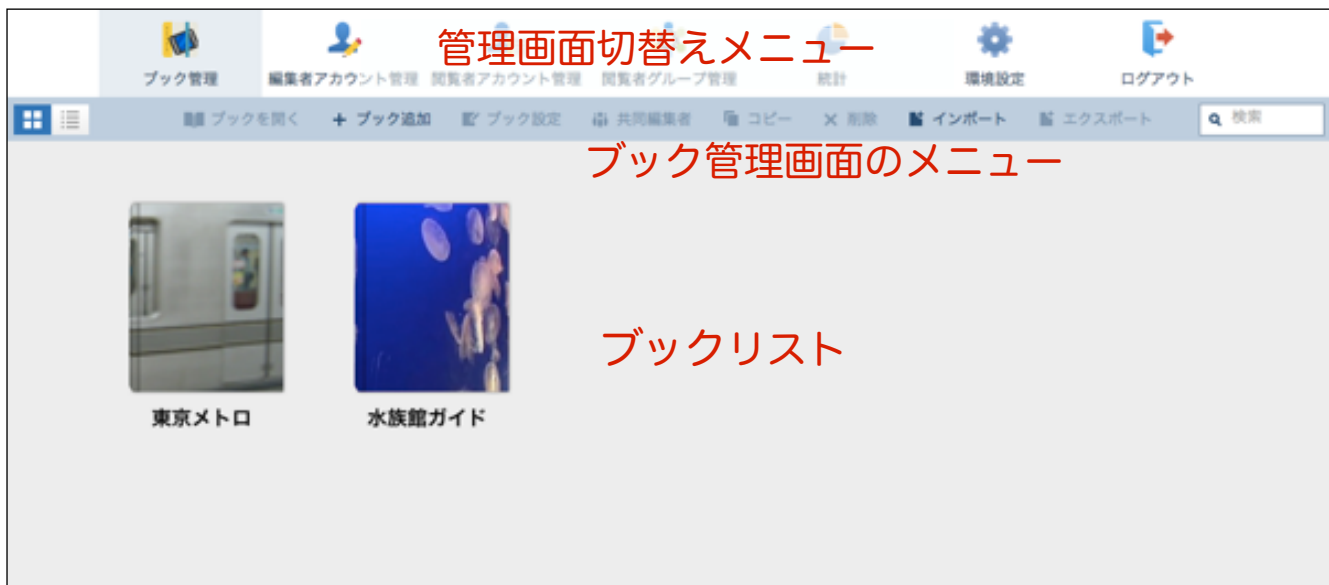 管理画面切替えメニュー
ブック管理 編集者アカウント管理 閲覧者アカウント管理 閲覧者グループ管理 統計 環境設定 ログアウト
ブックを開く + ブック追加 ブック設定 共同編集者 コピー × 削除 インポート エクスポート 検索
ブック管理画面のメニュー
ブックリスト
東京メトロ 水族館ガイド